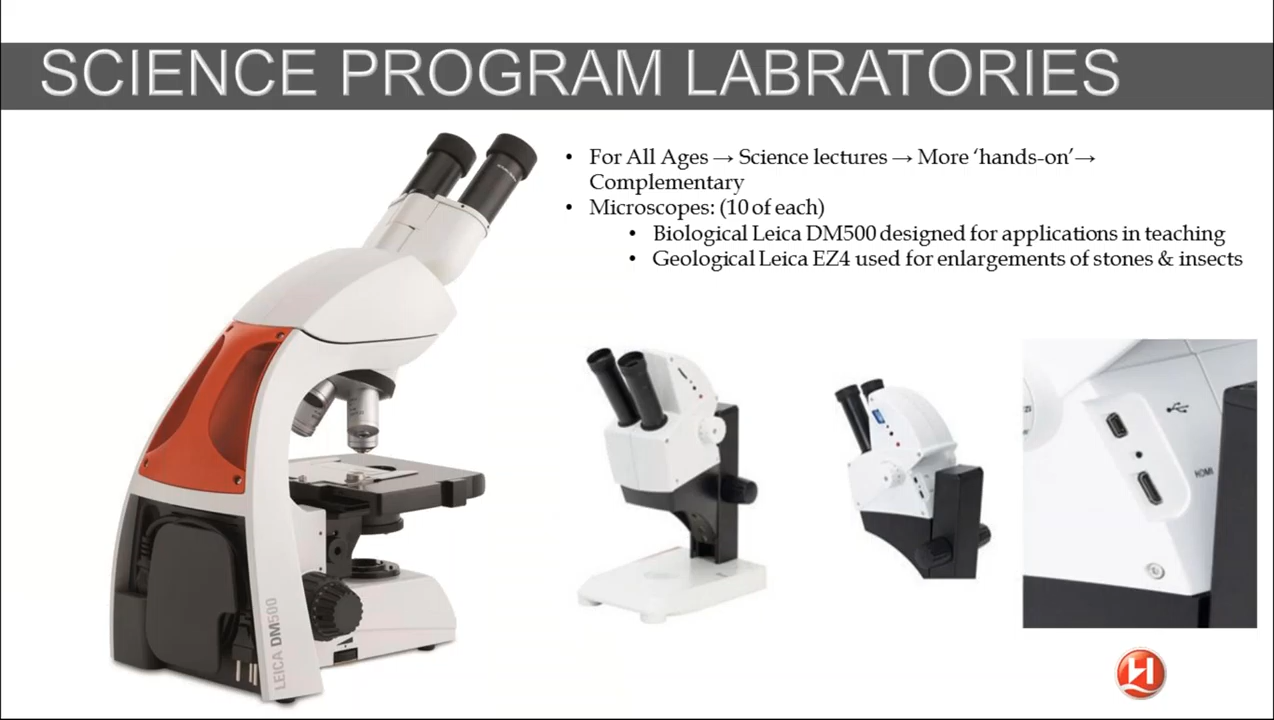 SCIENCE PROGRAM LABRATORIES
• For All Ages → Science lectures → More ‘hands-on’→
Complementary
• Microscopes: (10 of each)
• Biological Leica DM500 designed for applications in teaching
• Geological Leica EZ4 used for enlargements of stones & insects
HDMI
LEICA DM500